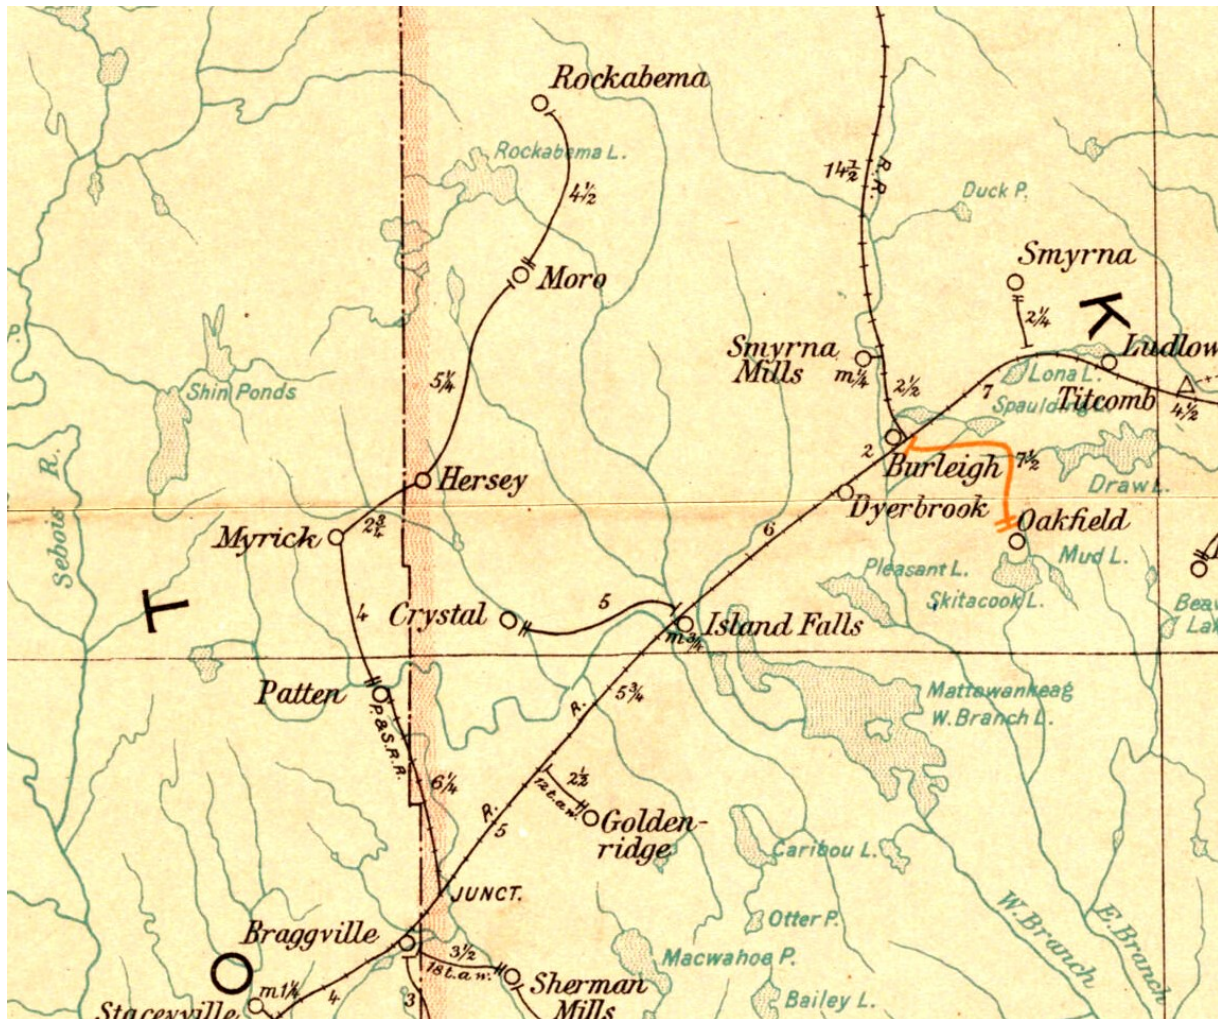 Rockabema
Rockabema L.
4½
14½
R. R.
Duck P.
Smyrna
K
Moro
2¼
P.
Smyrna
Mills
m¼
Ludlow
5¼
2½
7
Lona L.
Shin Ponds
Titcomb
4½
Hersey
2
Burleigh
7½
Draw L.
Sebois R.
Dyerbrook
Oakfield
Myrick
2¾
6
Mud L.
Pleasant L.
Skitacook L.
T
4
Crystal
5
Island Falls
m¾
Patten
P. & S. R. R.
5¾
Mattawankeag
W. Branch L.
R.
6¼
2½
12 t. a w.
R.
5
Golden-
ridge
Caribou L.
JUNCT.
W. Branch
E. Branch
Otter P.
Braggville
3½
18 t. a w.
Macwahoe P.
O
m 1¼
4
3
Sherman
Mills
Bailey L.
Staceyville